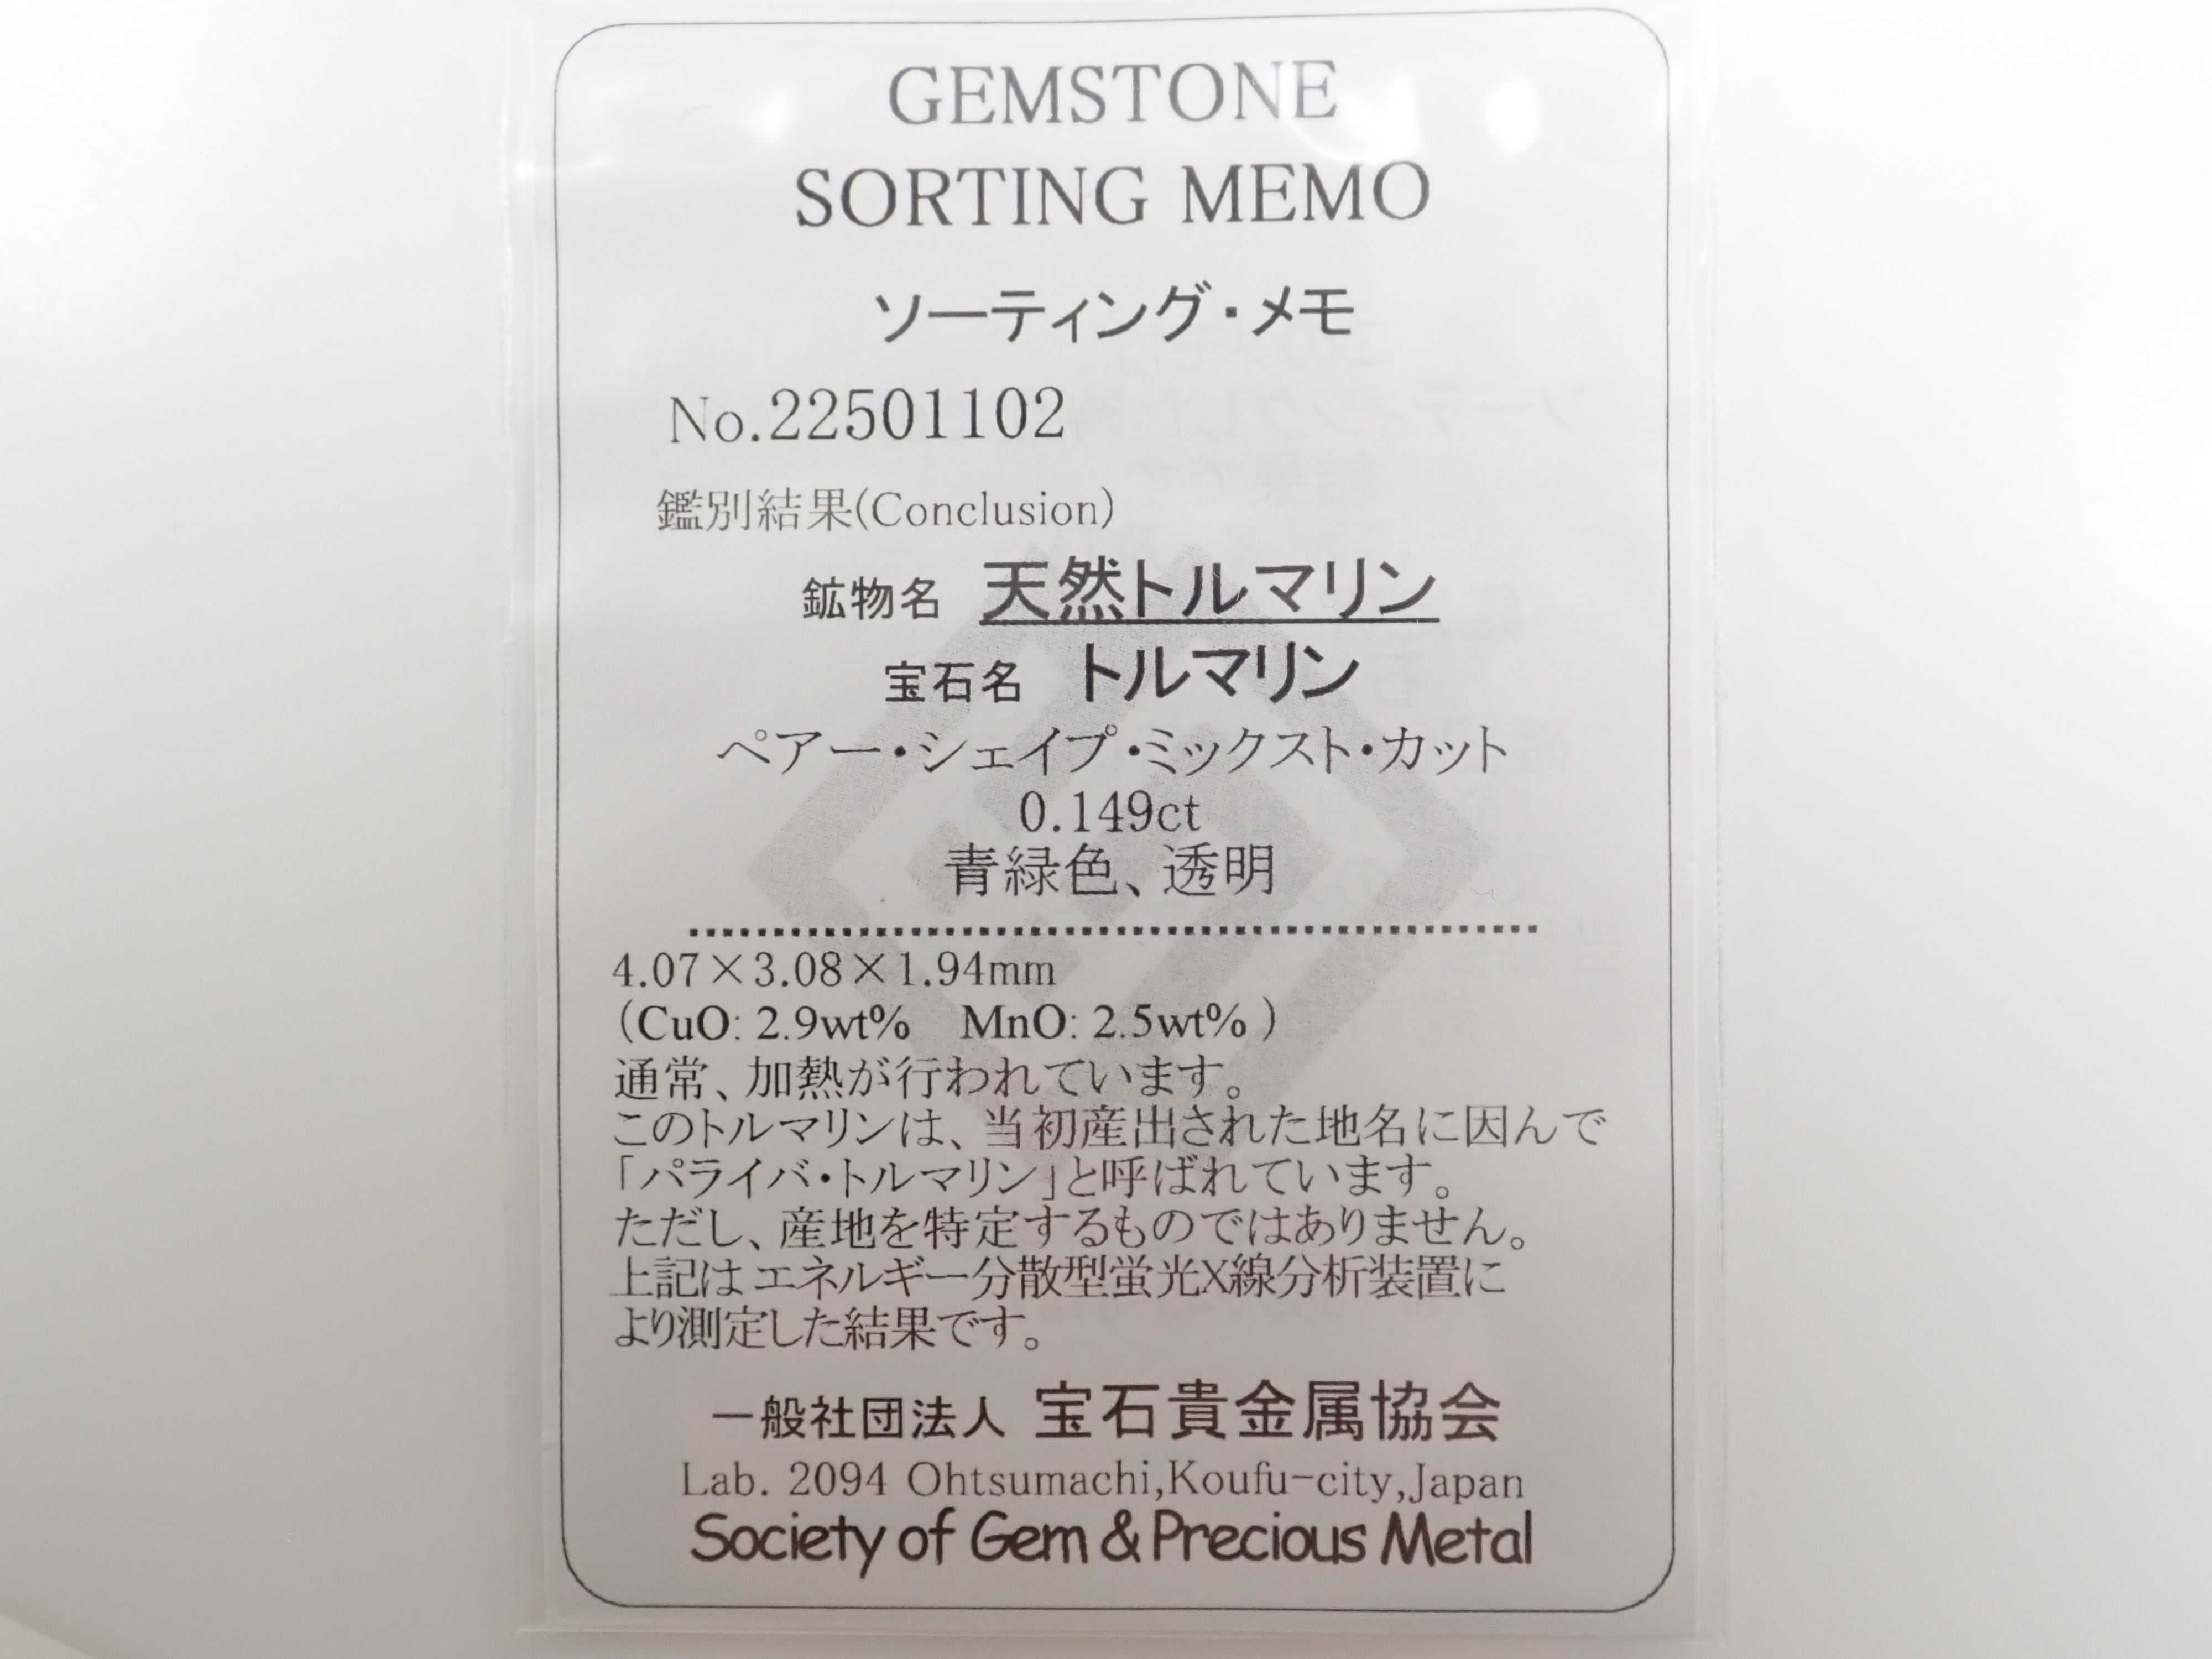 GEMSTONE
SORTING MEMO
ソーティング・メモ
No.22501102
鑑別結果(Conclusion)
鉱物名 天然トルマリン
宝石名 トルマリン
ペアー・シェイプ・ミックスト・カット
0.149ct
青緑色、透明
4.07×3.08×1.94mm
(CuO: 2.9wt% MnO: 2.5wt% )
通常、加熱が行われています。
このトルマリンは、当初産出された地名に因んで
「パライバ・トルマリン」と呼ばれています。
ただし、産地を特定するものではありません。
上記はエネルギー分散型蛍光X線分析装置に
より測定した結果です。
一般社団法人 宝石貴金属協会
Lab. 2094 Ohtsumachi,Koufu-city,Japan
Society of Gem & Precious Metal